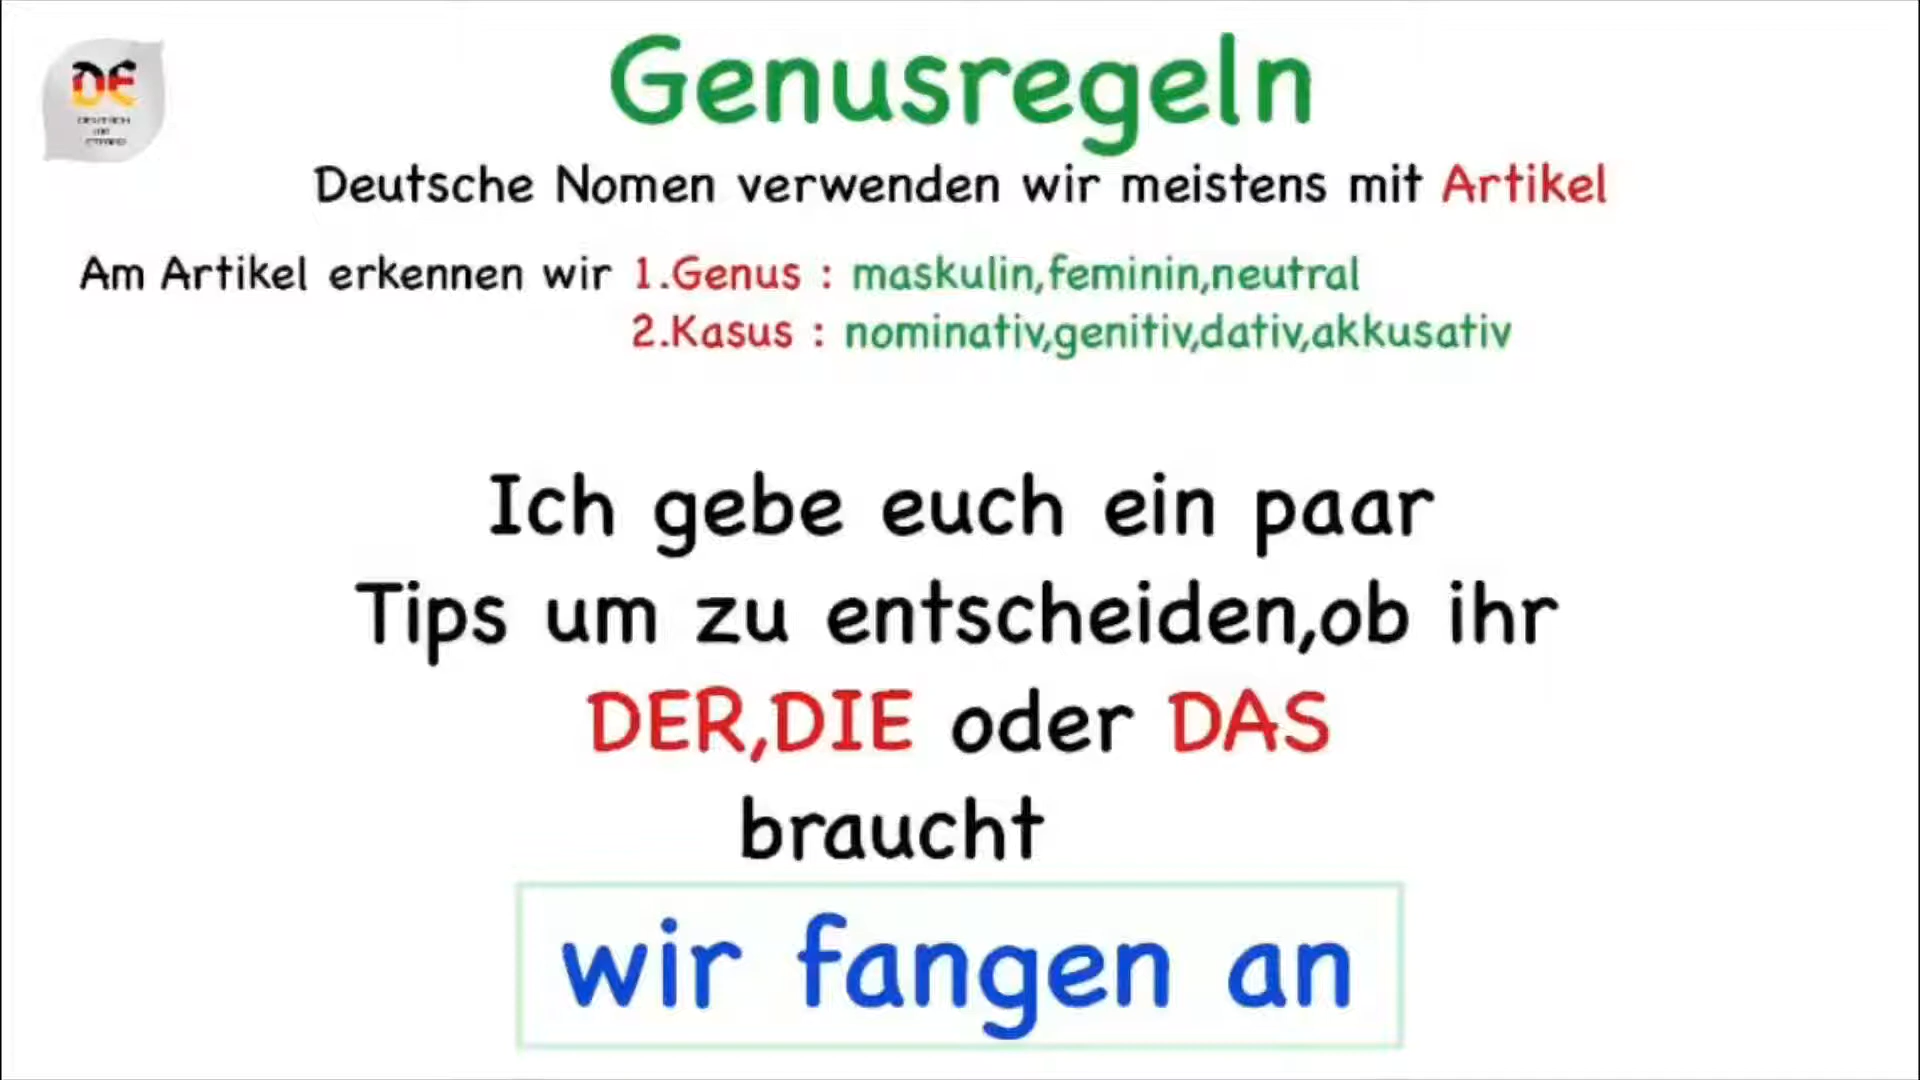 DE
Genusregeln
Deutsche Nomen verwenden wir meistens mit Artikel
Am Artikel erkennen wir 1.Genus : maskulin,feminin,neutral
2.Kasus : nominativ,genitiv,dativ,akkusativ
Ich gebe euch ein paar
Tips um zu entscheiden,ob ihr
DER,DIE oder DAS
braucht
wir fangen an